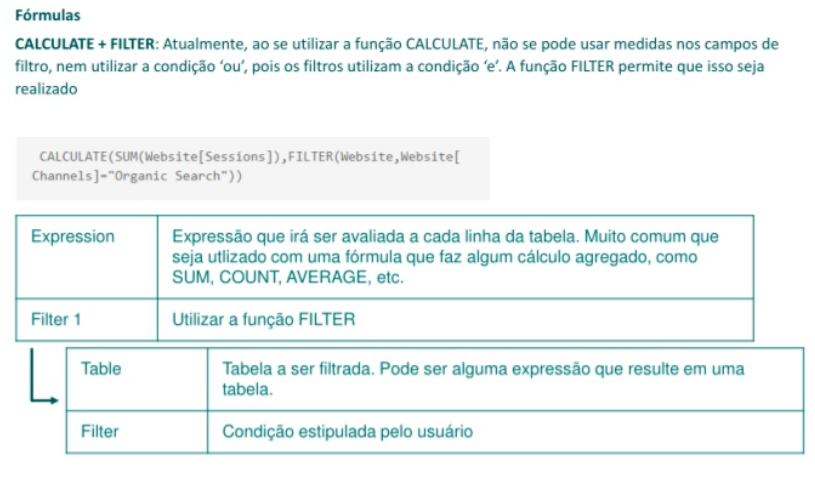 Fórmulas
CALCULATE + FILTER: Atualmente, ao se utilizar a função CALCULATE, não se pode usar medidas nos campos de
filtro, nem utilizar a condição ‘ou’, pois os filtros utilizam a condição ‘e’. A função FILTER permite que isso seja
realizado
CALCULATE(SUM(Website[Sessions]),FILTER(Website,Website[
Channels]="Organic Search"))
Expression
Expressão que irá ser avaliada a cada linha da tabela. Muito comum que
seja utlizado com uma fórmula que faz algum cálculo agregado, como
SUM, COUNT, AVERAGE, etc.
Filter 1
Utilizar a função FILTER
Table
Tabela a ser filtrada. Pode ser alguma expressão que resulte em uma
tabela.
Filter
Condição estipulada pelo usuário